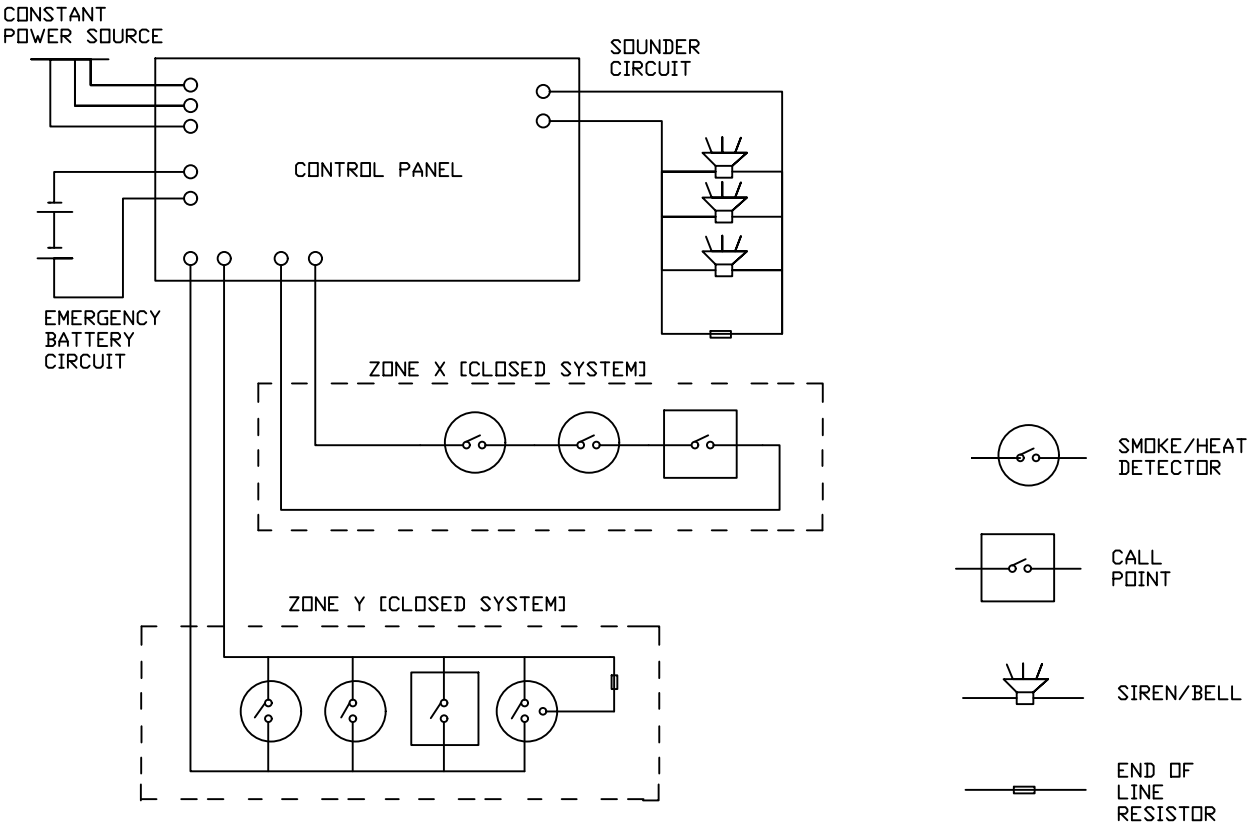 CONSTANT
POWER SOURCE
SOUNDER
CIRCUIT
CONTROL PANEL
EMERGENCY
BATTERY
CIRCUIT
ZONE X [CLOSED SYSTEM]
SMOKE/HEAT
DETECTOR
CALL
POINT
ZONE Y [CLOSED SYSTEM]
SIREN/BELL
END OF
LINE
RESISTOR